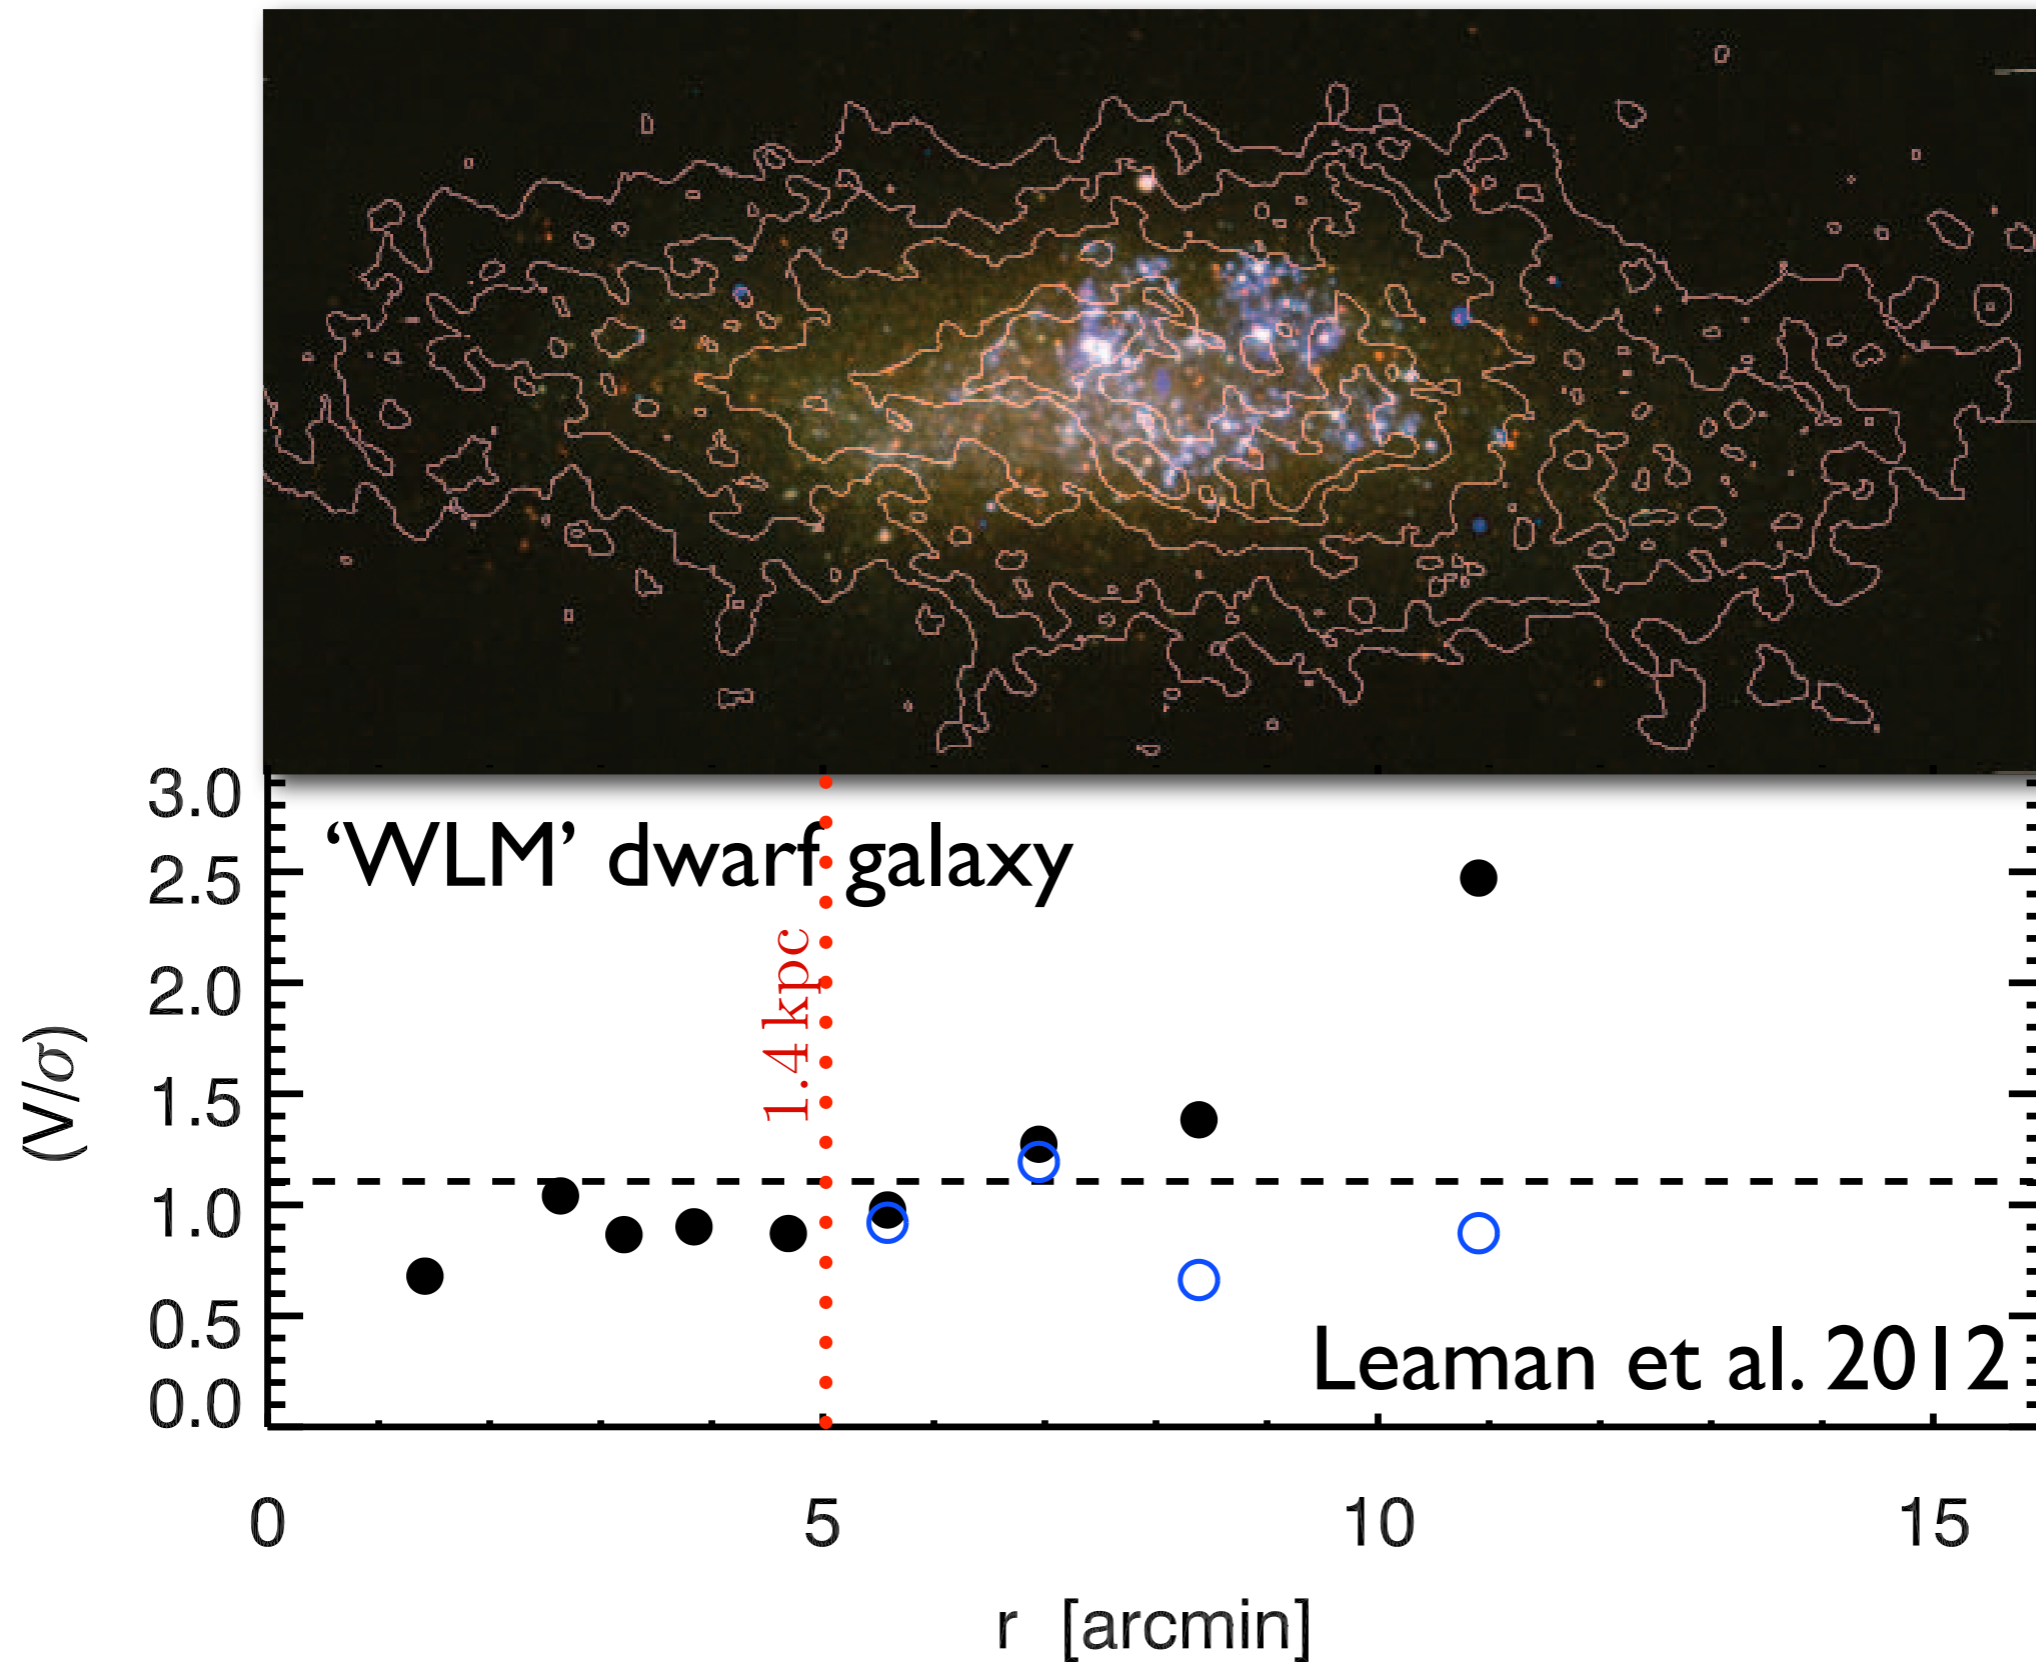 3.0
‘WLM’ dwarf galaxy
2.5
1.4 kpc
2.0
(V/σ)
1.5
1.0
0.5
Leaman et al. 2012
0.0
0 5 10 15
r [arcmin]